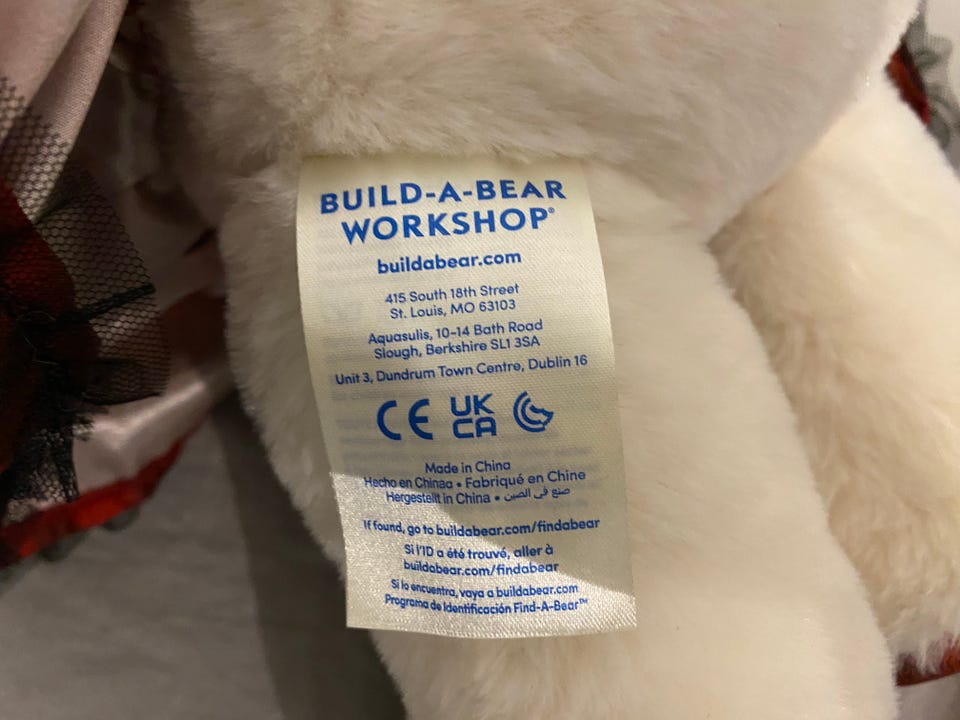 BUILD-A-BEAR
WORKSHOP®
buildabear.com
415 South 18th Street
St. Louis, MO 63103
Aquasulis, 10-14 Bath Road
Slough, Berkshire SL1 3SA
Unit 3, Dundrum Town Centre, Dublin 16
CE UK CA
Made in China
Hecho en Chinaa • Fabriqué en Chine
Hergestellt in China • صنع في الصين
If found, go to buildabear.com/findabear
Si l'ID a été trouvé, aller à
buildabear.com/findabear
Si lo encuentra, vaya a buildabear.com
Programa de Identificación Find-A-Bear™